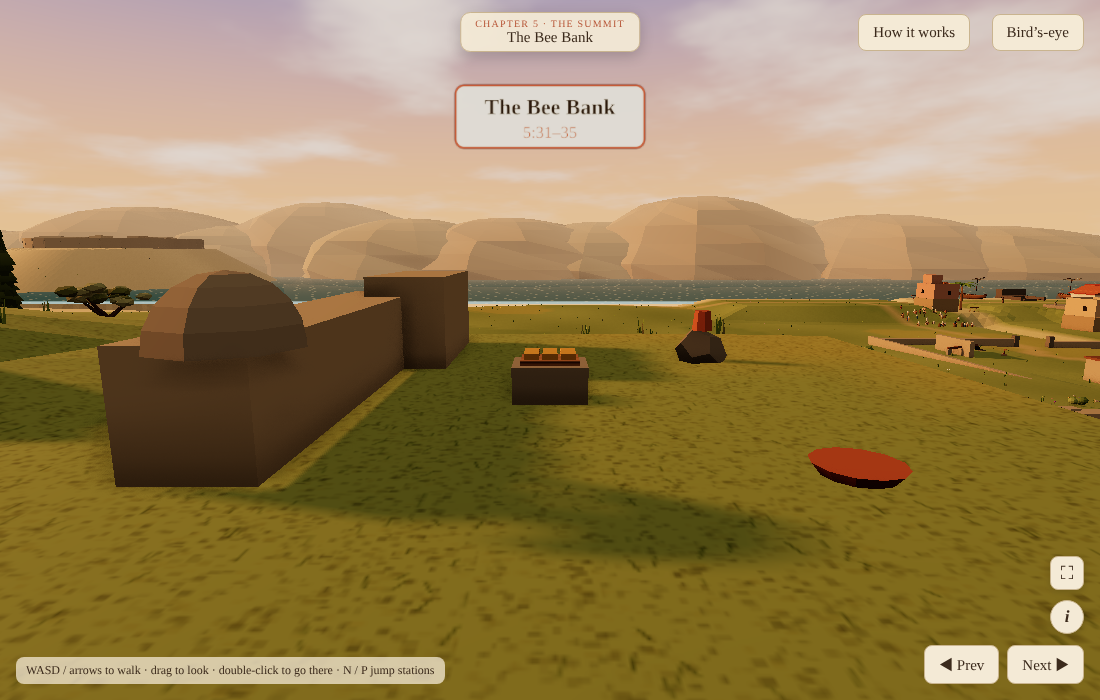 CHAPTER 5 · THE SUMMIT
The Bee Bank
How it works
Bird's-eye
The Bee Bank
5:31–35
i
WASD / arrows to walk · drag to look · double-click to go there · N / P jump stations
◀ Prev
Next ▶